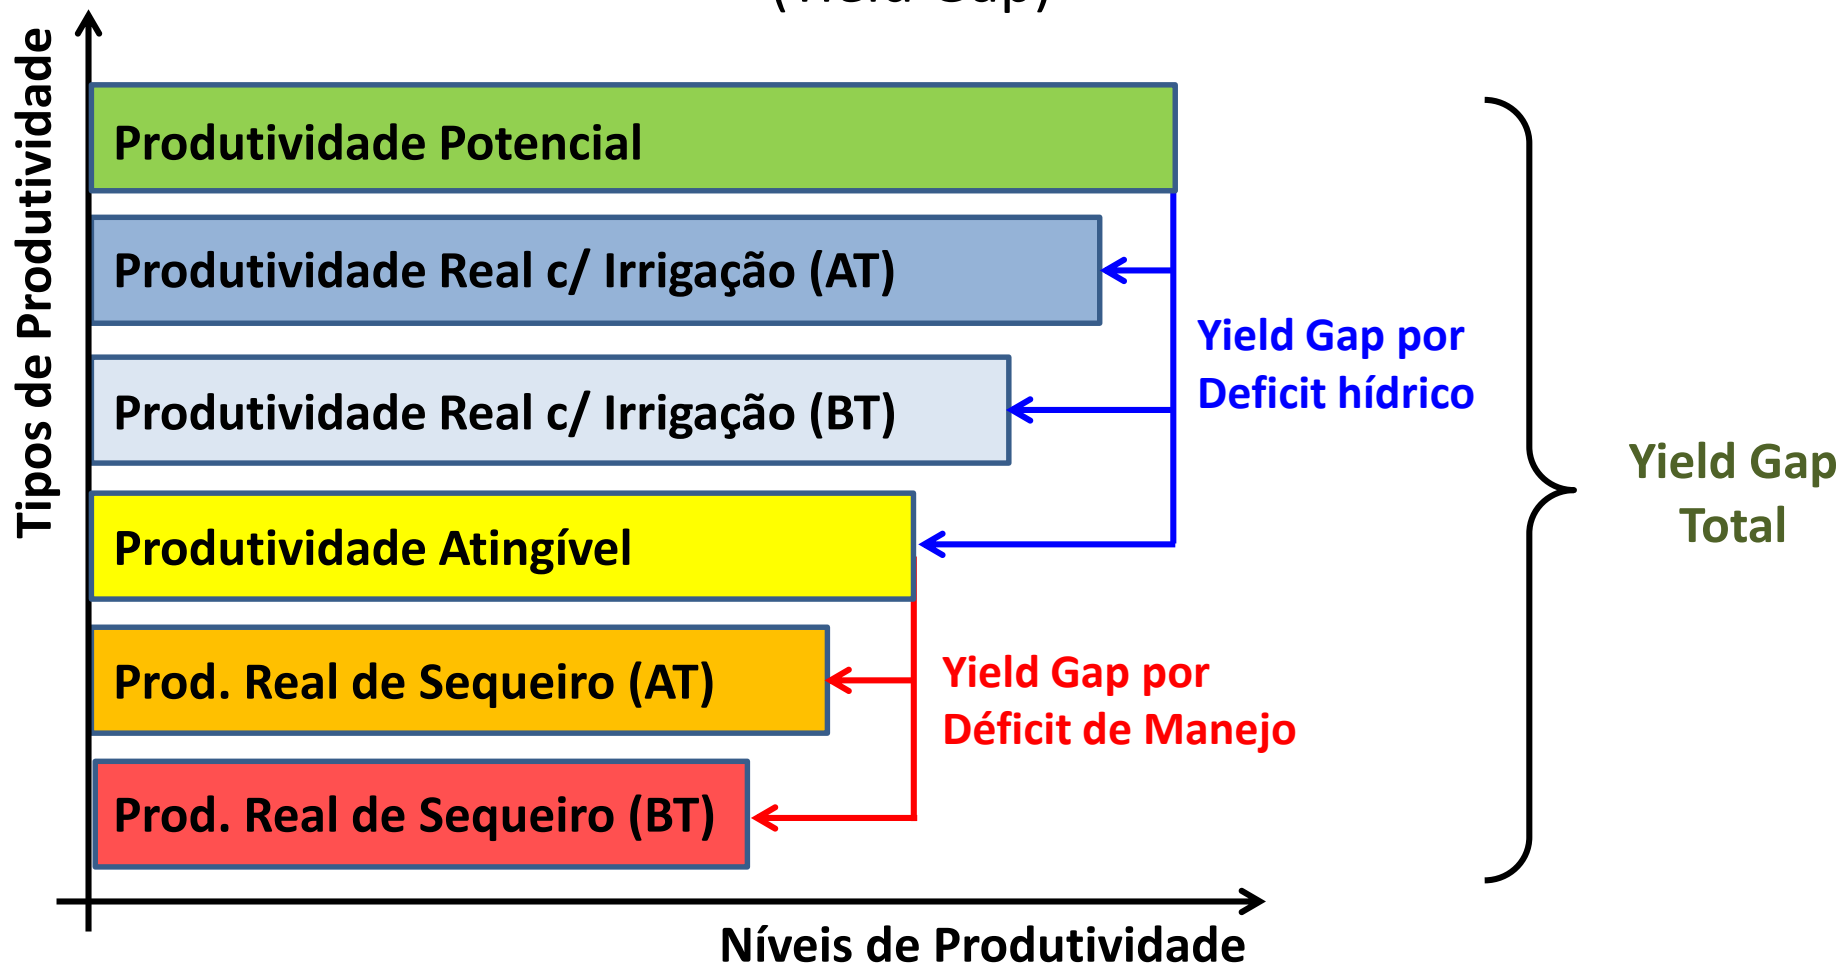 (Yield Gap)
Tipos de Produtividade
Produtividade Potencial
Produtividade Real c/ Irrigação (AT)
Produtividade Real c/ Irrigação (BT)
Produtividade Atingível
Prod. Real de Sequeiro (AT)
Prod. Real de Sequeiro (BT)
Yield Gap por
Deficit hídrico
Yield Gap por
Déficit de Manejo
Yield Gap
Total
Níveis de Produtividade